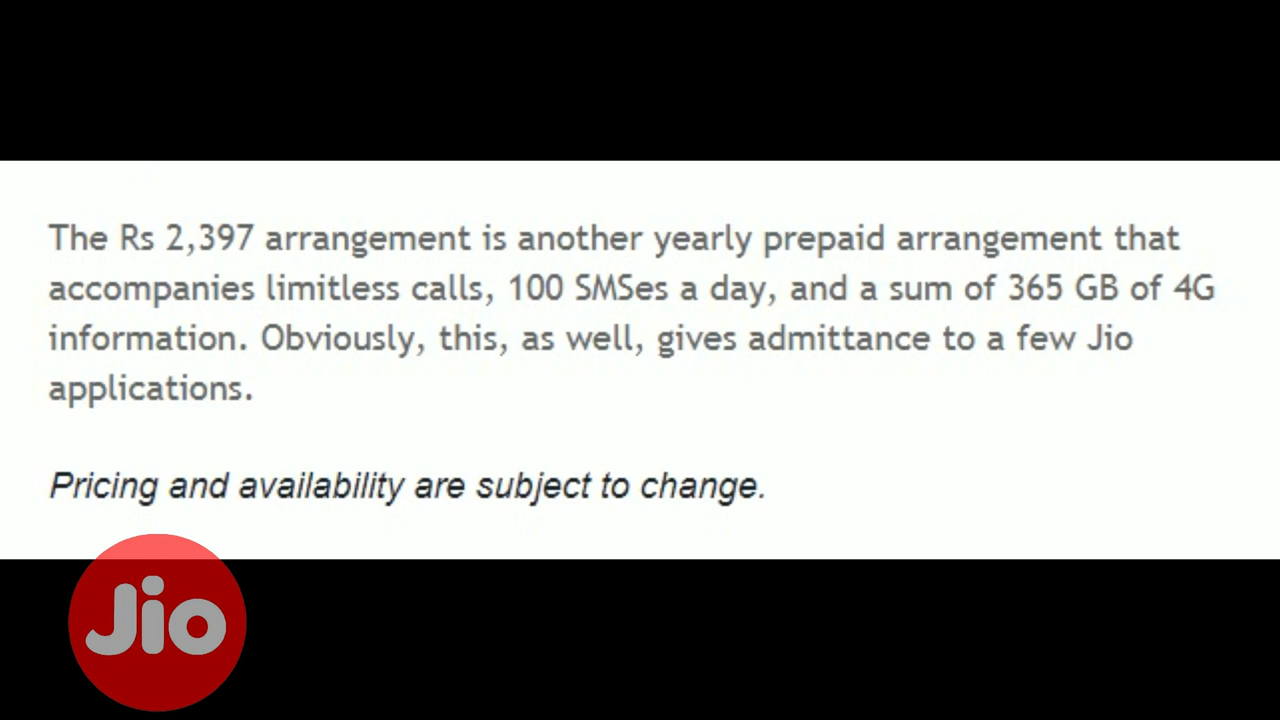 The Rs 2,397 arrangement is another yearly prepaid arrangement that
accompanies limitless calls, 100 SMSes a day, and a sum of 365 GB of 4G
information. Obviously, this, as well, gives admittance to a few Jio
applications.
Pricing and availability are subject to change.
Jio